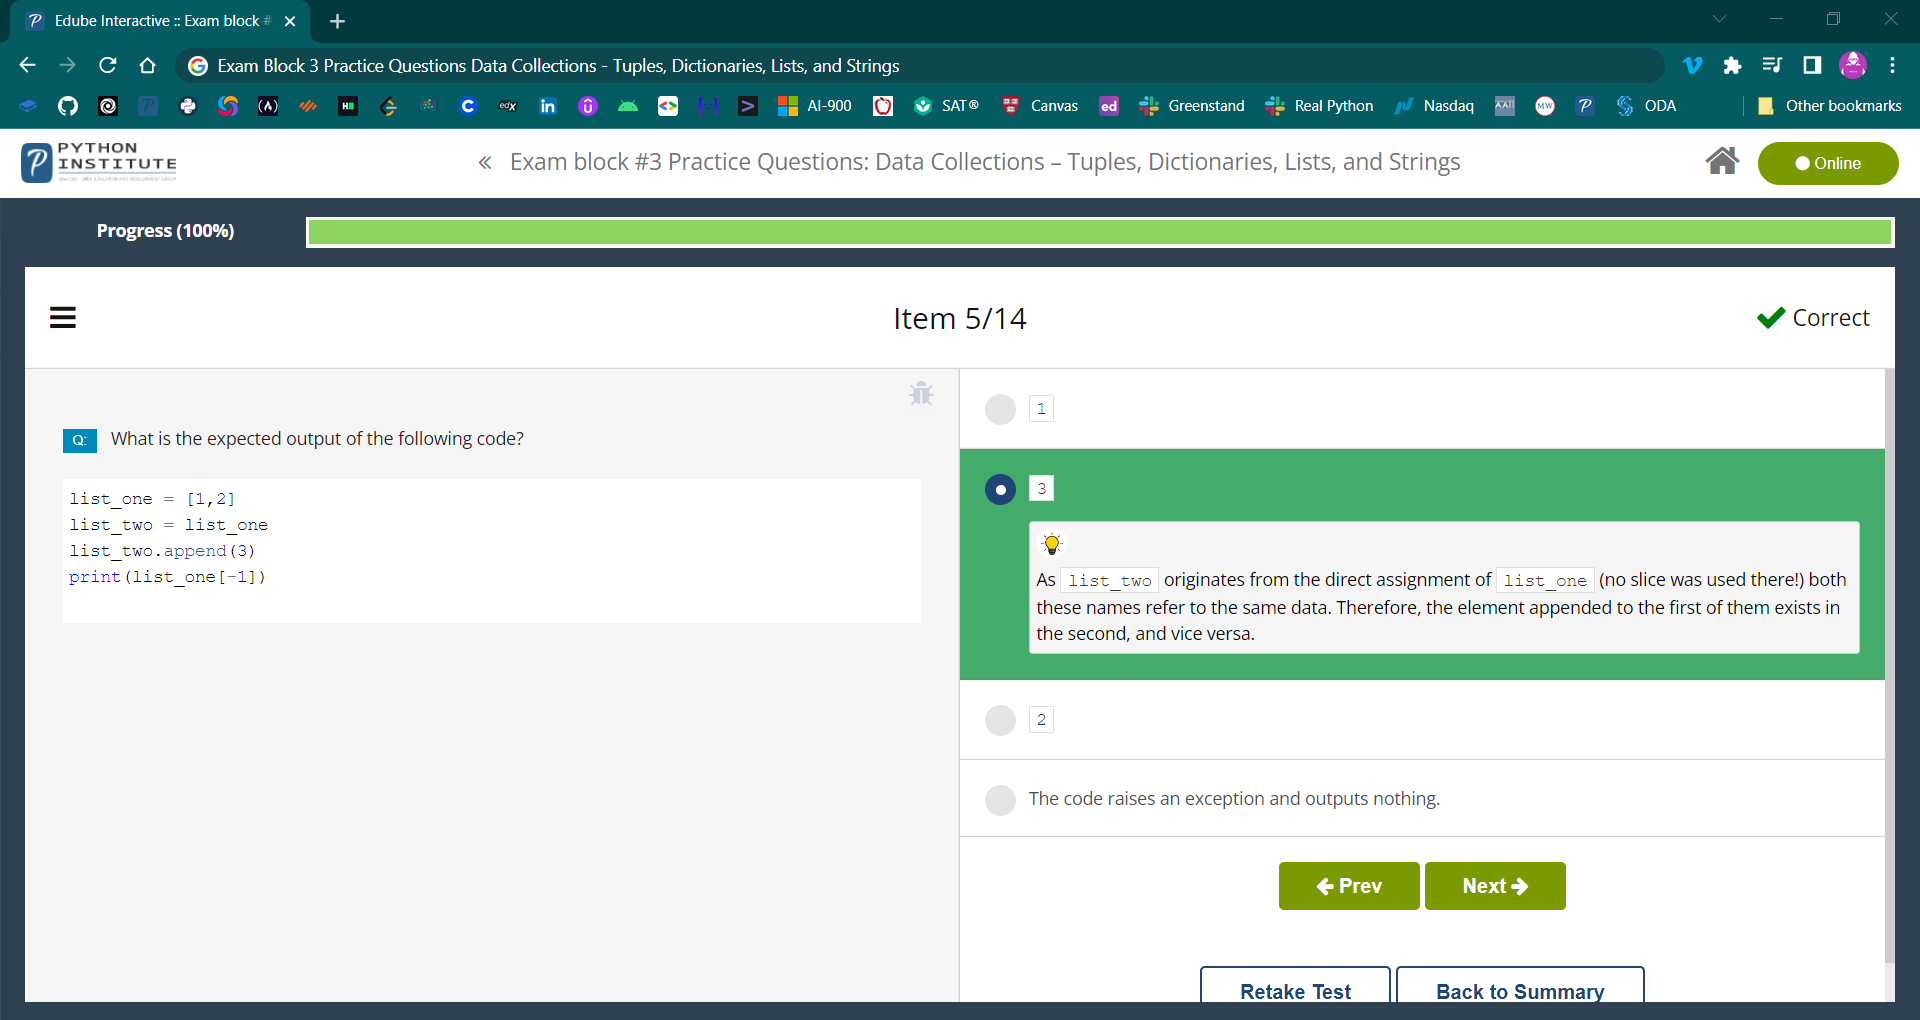 Edube Interactive :: Exam block #
Exam Block 3 Practice Questions Data Collections - Tuples, Dictionaries, Lists, and Strings
AI-900
SAT®
Canvas
ed
Greenstand
Real Python
Nasdaq
ODA
Other bookmarks
PYTHON
INSTITUTE
« Exam block #3 Practice Questions: Data Collections – Tuples, Dictionaries, Lists, and Strings
Online
Progress (100%)
Item 5/14
Correct
Q: What is the expected output of the following code?
list_one = [1,2]
list_two = list_one
list_two.append(3)
print(list_one[-1])
1
3
As list_two originates from the direct assignment of list_one (no slice was used there!) both
these names refer to the same data. Therefore, the element appended to the first of them exists in
the second, and vice versa.
2
The code raises an exception and outputs nothing.
Prev
Next
Retake Test
Back to Summary